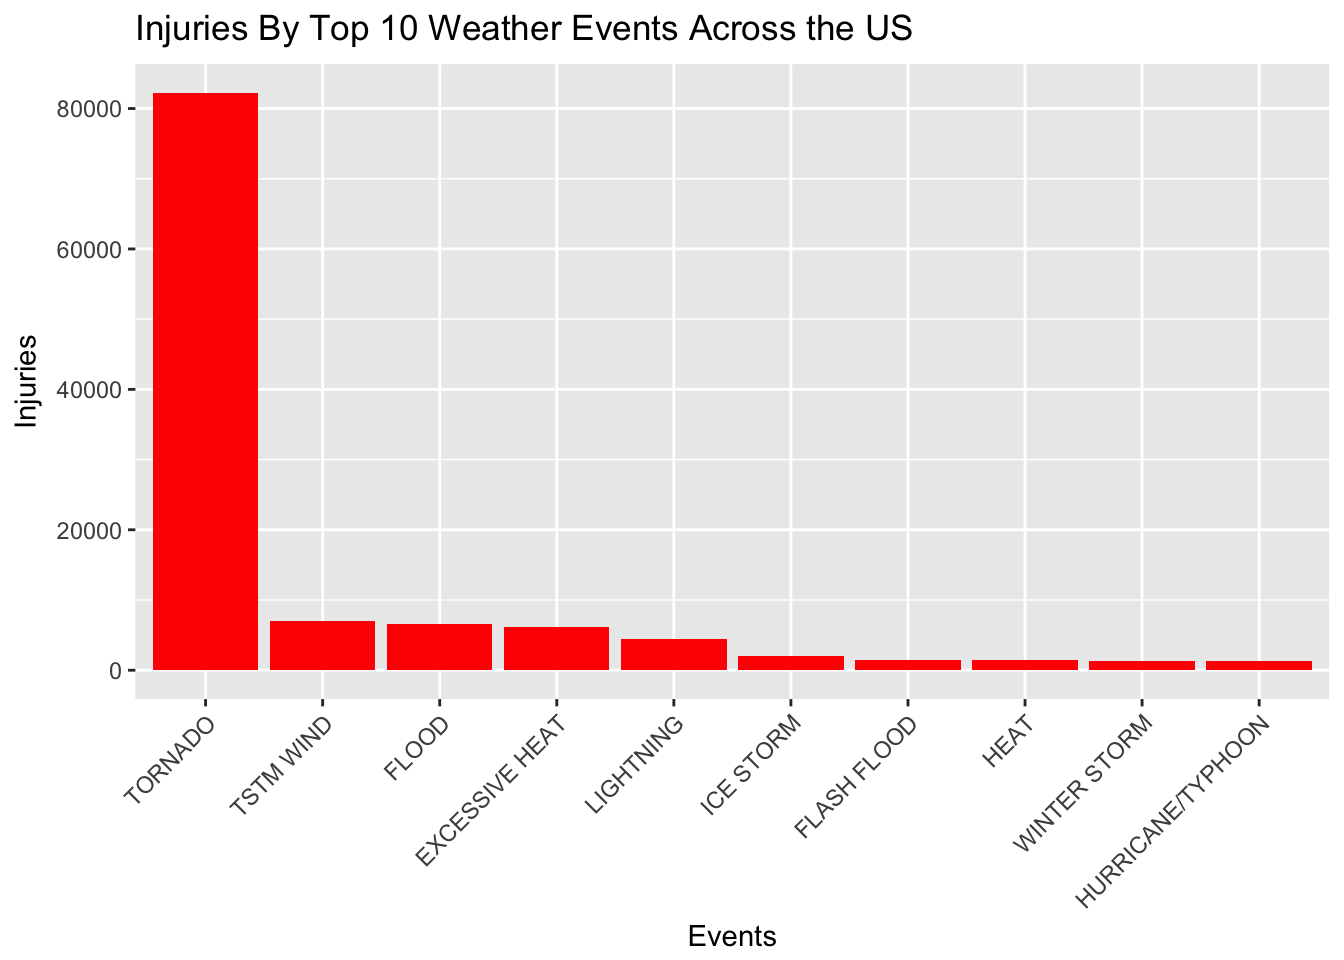 Injuries By Top 10 Weather Events Across the US
Injuries
80000
60000
40000
20000
0
TORNADO
TSTM WIND
FLOOD
EXCESSIVE HEAT
LIGHTNING
ICE STORM
FLASH FLOOD
HEAT
WINTER STORM
HURRICANE/TYPHOON
Events